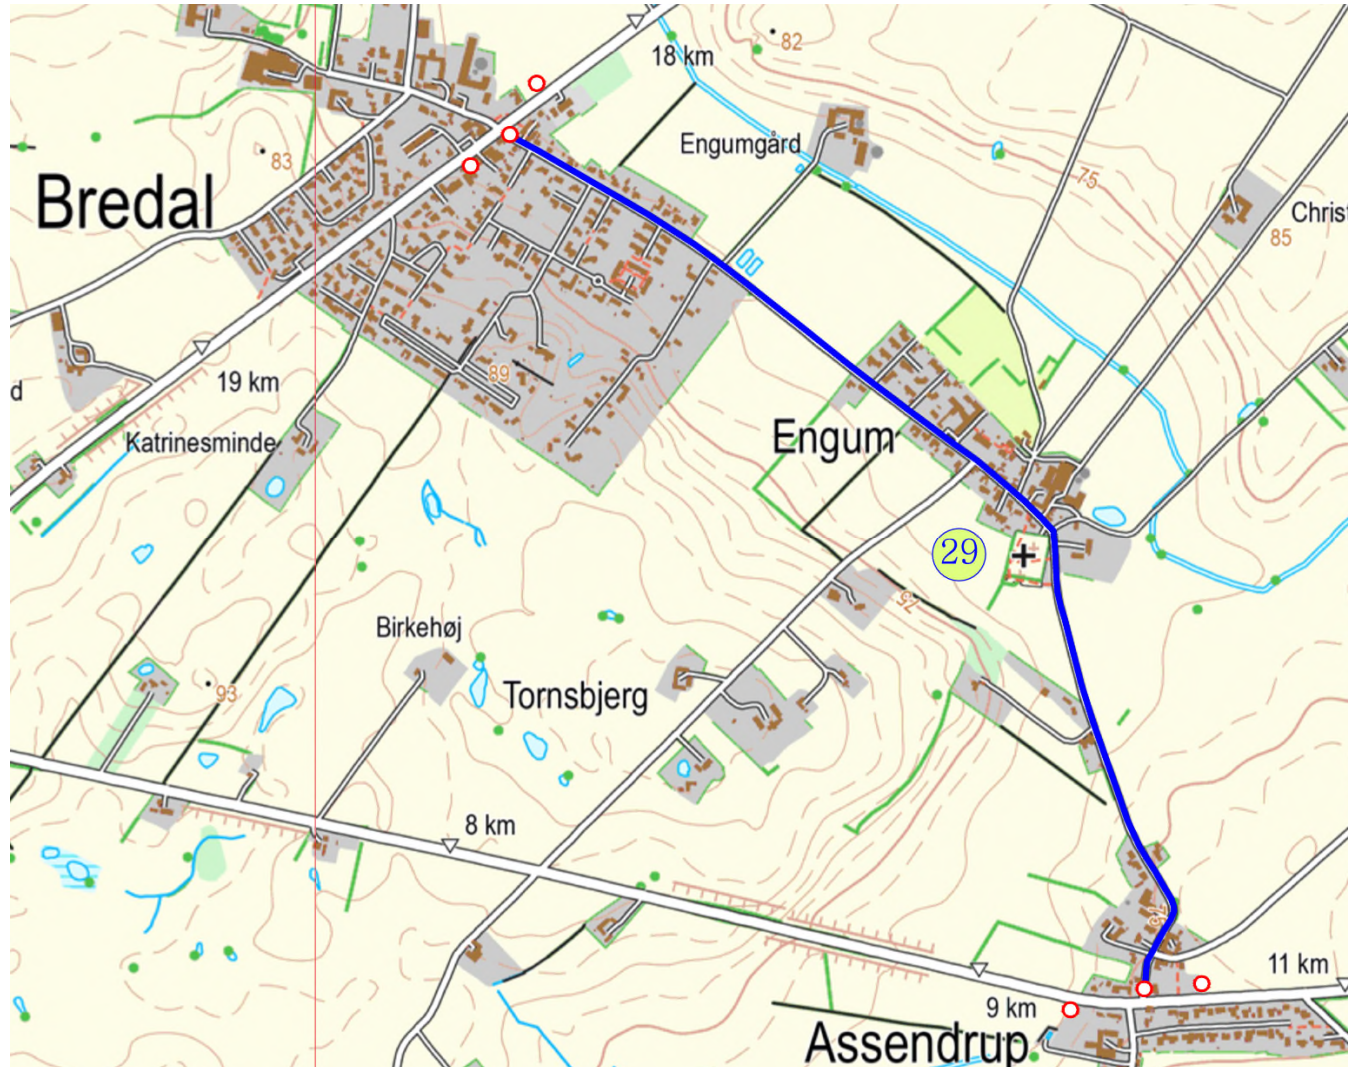 18 km
82
Engumgård
83
Bredal
75
Christ
85
19 km
89
d
Katrinesminde
Engum
29
75
Birkehøj
Tornsbjerg
93
8 km
75
11 km
9 km
Assendrup